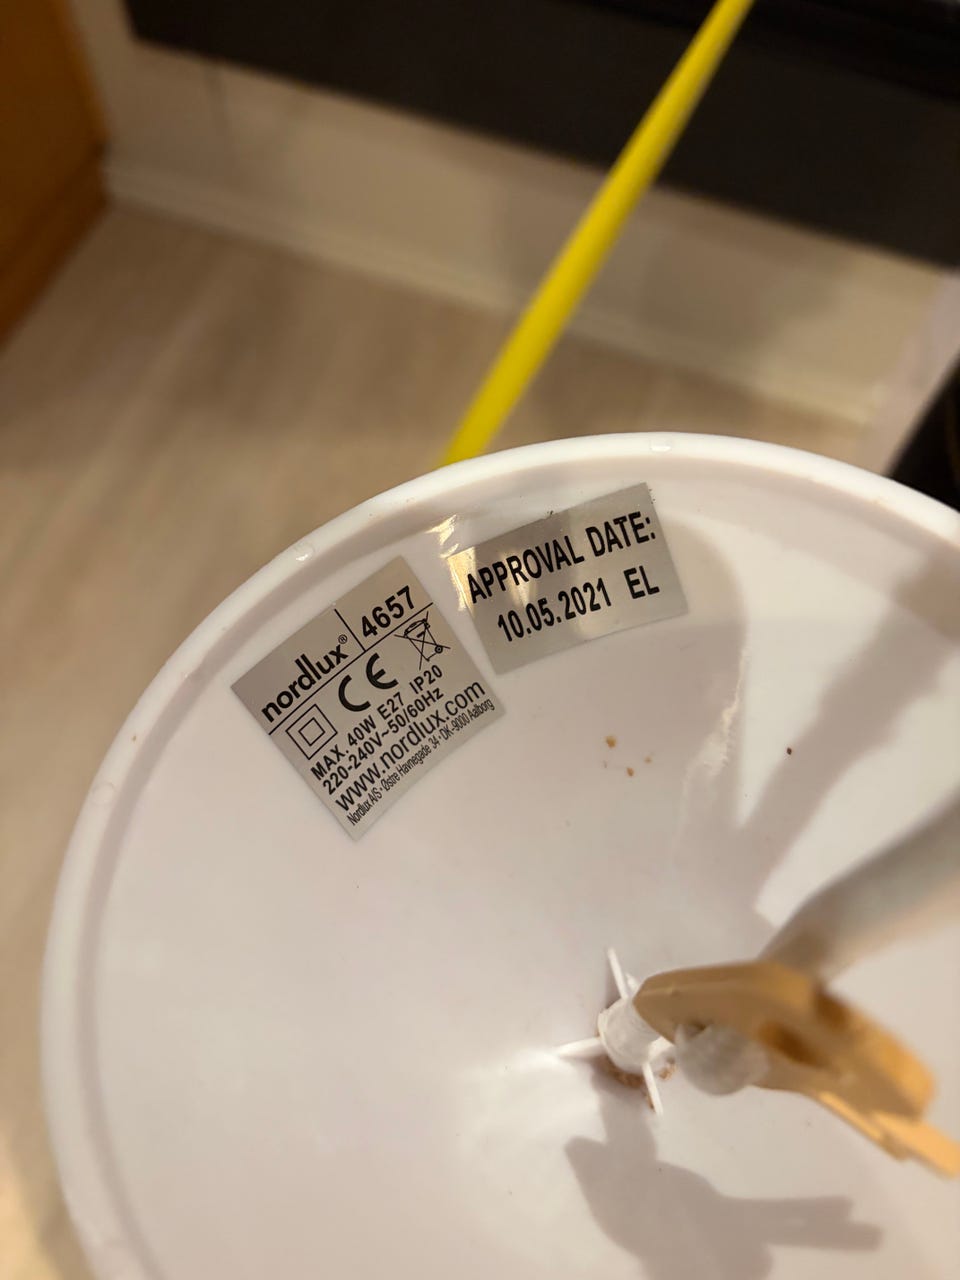 nordlux® 4657
CE
MAX. 40W E27 IP20
220-240V~50/60Hz
www.nordlux.com
Nordlux A/S · Østre Havnegade 34 · DK-9000 Aalborg
APPROVAL DATE:
10.05.2021 EL